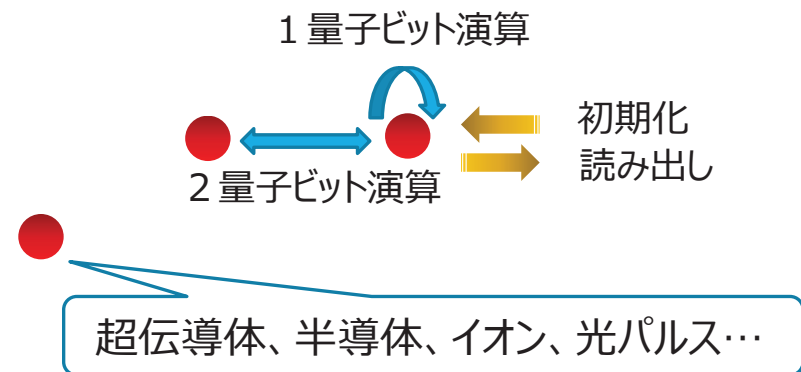 1量子ビット演算
初期化
読み出し
2量子ビット演算
超伝導体、半導体、イオン、光パルス…